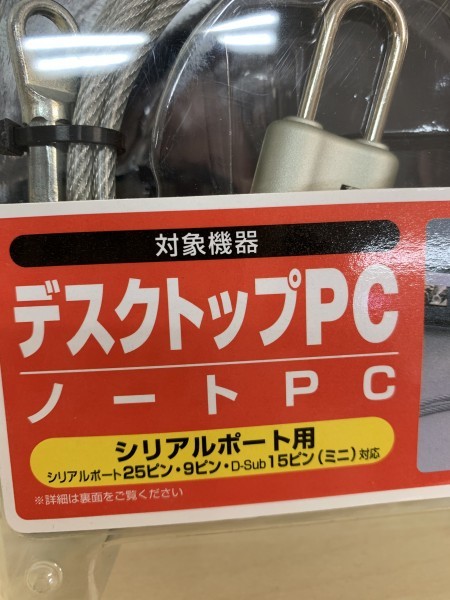 対象機器
デスクトップPC
ノートPC
シリアルポート用
シリアルポート25ピン・9ピン・D-Sub15ピン(ミニ)対応
※詳細は裏面をご覧ください